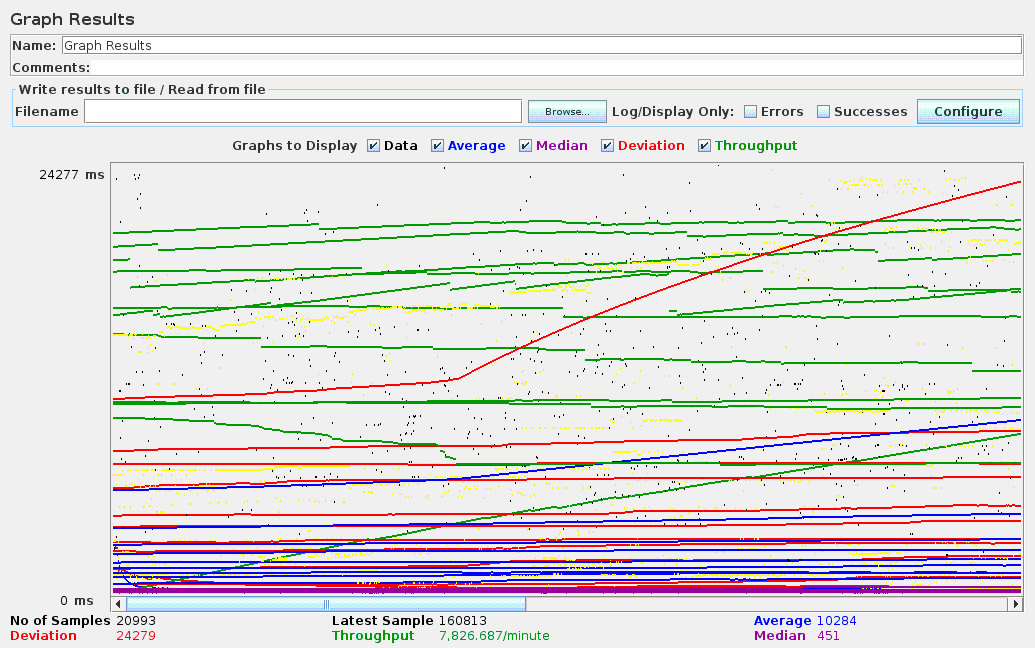 Graph Results
Name: Graph Results
Comments:
Write results to file / Read from file
Filename Browse... Log/Display Only: Errors Successes Configure
Graphs to Display Data Average Median Deviation Throughput
24277 ms
0 ms
No of Samples 20993 Latest Sample 160813 Average 10284
Deviation 24279 Throughput 7,826.687/minute Median 451